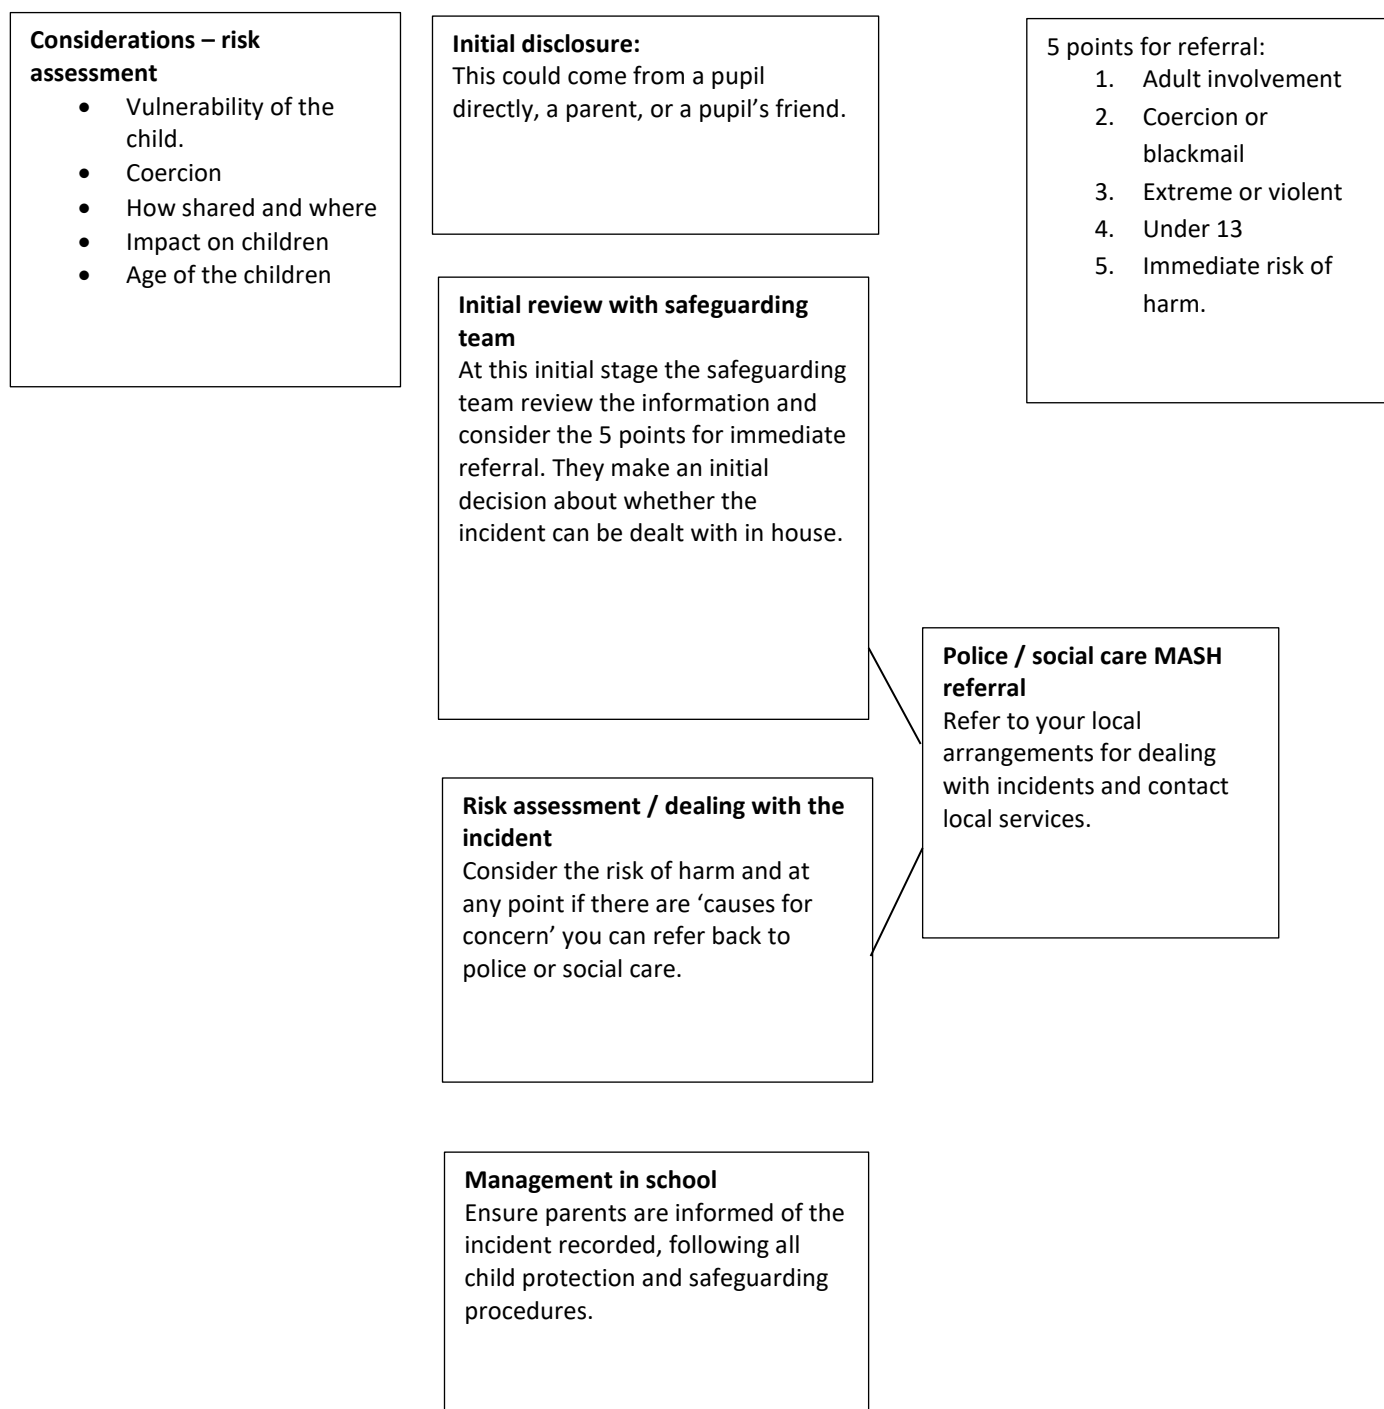 Considerations – risk
assessment
• Vulnerability of the
child.
• Coercion
• How shared and where
• Impact on children
• Age of the children
Initial disclosure:
This could come from a pupil
directly, a parent, or a pupil’s friend.
5 points for referral:
1. Adult involvement
2. Coercion or
blackmail
3. Extreme or violent
4. Under 13
5. Immediate risk of
harm.
Initial review with safeguarding
team
At this initial stage the safeguarding
team review the information and
consider the 5 points for immediate
referral. They make an initial
decision about whether the
incident can be dealt with in house.
Police / social care MASH
referral
Refer to your local
arrangements for dealing
with incidents and contact
local services.
Risk assessment / dealing with the
incident
Consider the risk of harm and at
any point if there are ‘causes for
concern’ you can refer back to
police or social care.
Management in school
Ensure parents are informed of the
incident recorded, following all
child protection and safeguarding
procedures.